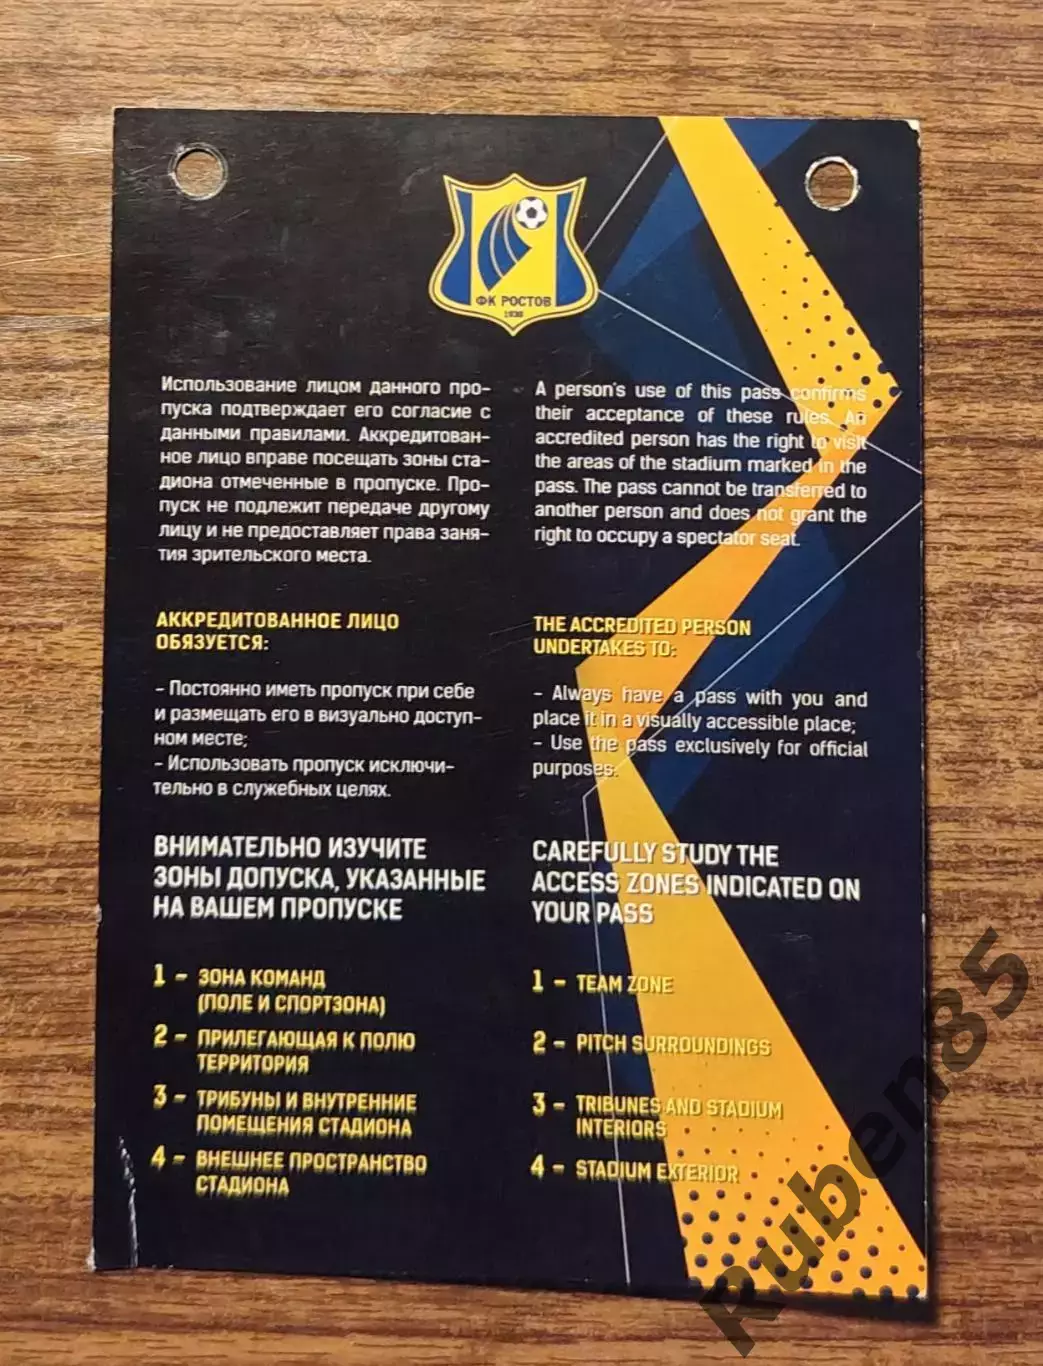 ФК РОСТОВ
1930
Использование лицом данного про-
пуска подтверждает его согласие с
данными правилами. Аккредитован-
ное лицо вправе посещать зоны ста-
диона отмеченные в пропуске. Про-
пуск не подлежит передаче другому
лицу и не предоставляет права заня-
тия зрительского места.
A person's use of this pass confirms
their acceptance of these rules. An
accredited person has the right to visit
the areas of the stadium marked in the
pass. The pass cannot be transferred to
another person and does not grant the
right to occupy a spectator seat.
АККРЕДИТОВАННОЕ ЛИЦО
ОБЯЗУЕТСЯ:
THE ACCREDITED PERSON
UNDERTAKES TO:
- Постоянно иметь пропуск при себе
и размещать его в визуально доступ-
ном месте;
- Использовать пропуск исключи-
тельно в служебных целях.
- Always have a pass with you and
place it in a visually accessible place;
- Use the pass exclusively for official
purposes.
ВНИМАТЕЛЬНО ИЗУЧИТЕ
ЗОНЫ ДОПУСКА, УКАЗАННЫЕ
НА ВАШЕМ ПРОПУСКЕ
CAREFULLY STUDY THE
ACCESS ZONES INDICATED ON
YOUR PASS
1 - ЗОНА КОМАНД
(ПОЛЕ И СПОРТЗОНА)
2 - ПРИЛЕГАЮЩАЯ К ПОЛЮ
ТЕРРИТОРИЯ
3 - ТРИБУНЫ И ВНУТРЕННИЕ
ПОМЕЩЕНИЯ СТАДИОНА
4 - ВНЕШНЕЕ ПРОСТРАНСТВО
СТАДИОНА
1 - TEAM ZONE
2 - PITCH SURROUNDINGS
3 - TRIBUNES AND STADIUM
INTERIORS
4 - STADIUM EXTERIOR
Ruben85